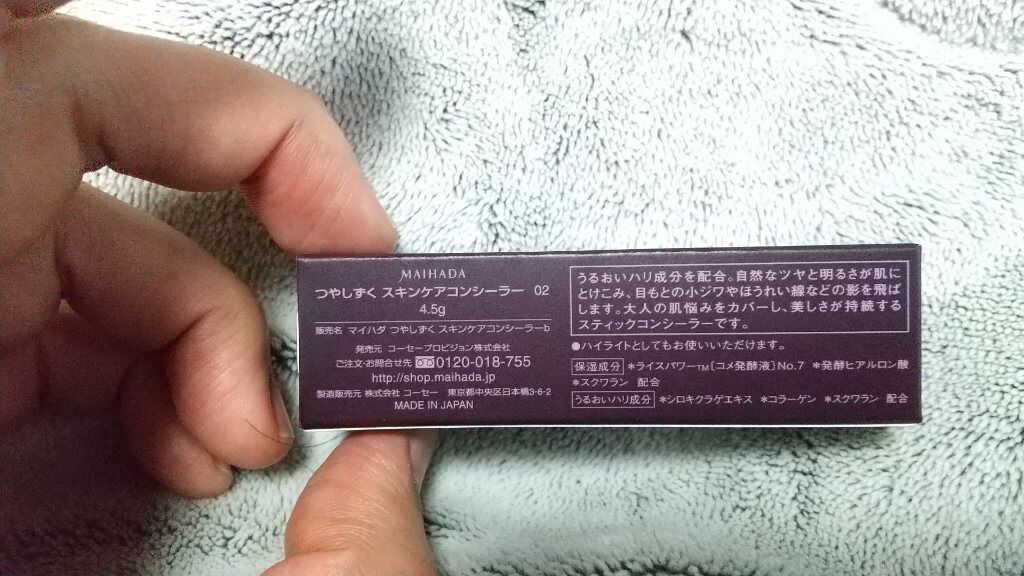 MAIHADA
つやしずく スキンケアコンシーラー 02
4.5g
販売名 マイハダ つやしずく スキンケアコンシーラーb
発売元 コーセープロビジョン株式会社
ご注文・お問合せ先 0120-018-755
http://shop.maihada.jp
製造販売元 株式会社 コーセー 東京都中央区日本橋3-6-2
MADE IN JAPAN
うるおいハリ成分を配合。自然なツヤと明るさが肌に
とけこみ、目もとの小ジワやほうれい線などの影を飛ば
します。大人の肌悩みをカバーし、美しさが持続する
スティックコンシーラーです。
●ハイライトとしてもお使いいただけます。
保湿成分 *ライスパワーTM[コメ発酵液]No.7 *発酵ヒアルロン酸
*スクワラン 配合
うるおいハリ成分 *シロキクラゲエキス *コラーゲン *スクワラン 配合